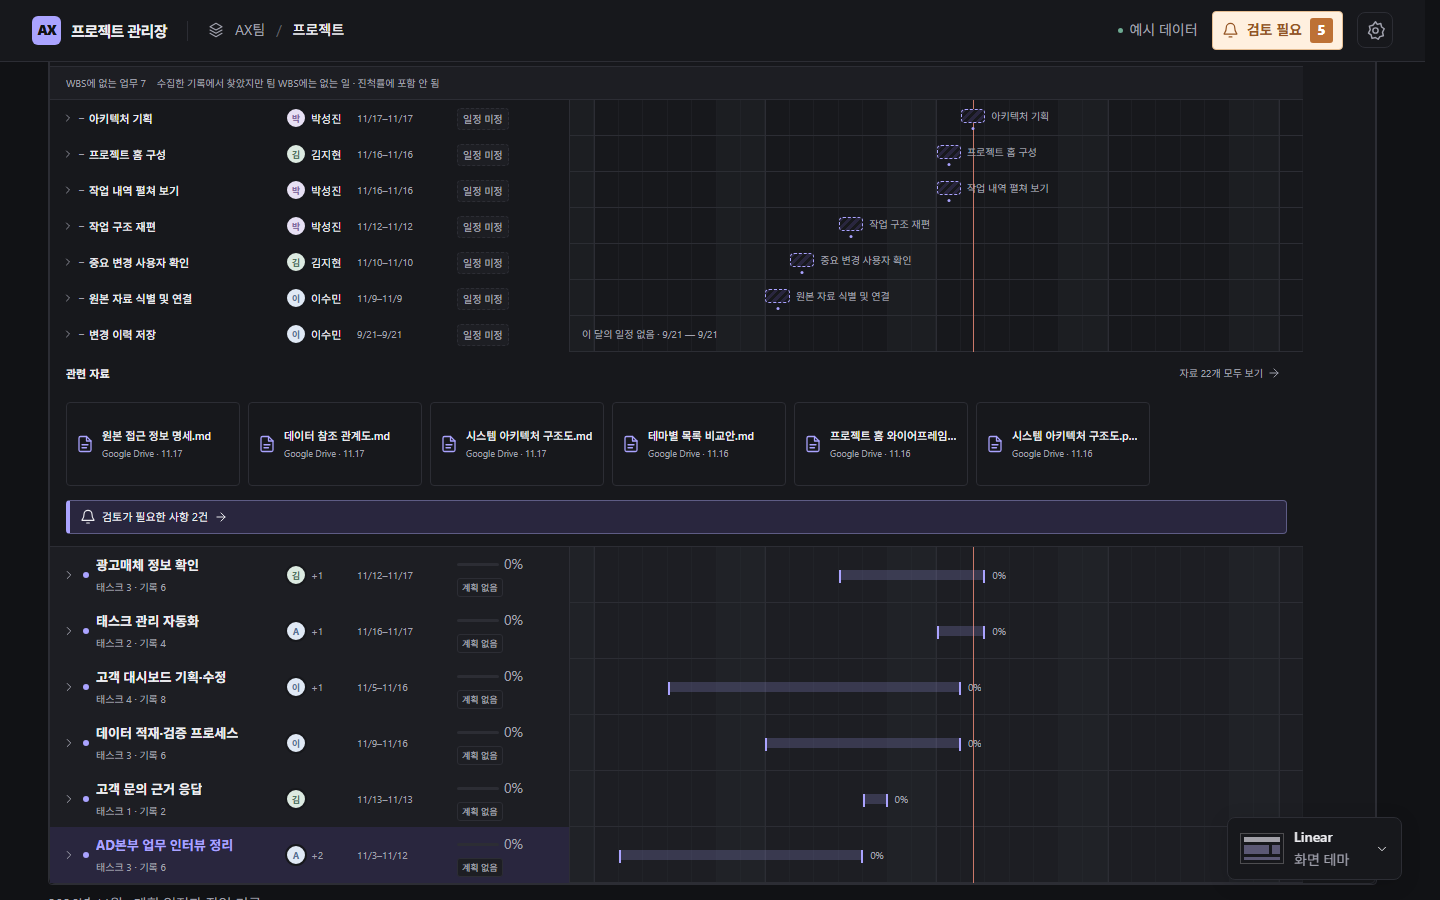 AX 프로젝트 관리장 AX팀 / 프로젝트 예시 데이터 검토 필요 5
WBS에 없는 업무 7 수집한 기록에서 찾았지만 팀 WBS에는 없는 일 · 진척률에 포함 안 됨
– 아키텍처 기획 박 박성진 11/17–11/17 일정 미정 아키텍처 기획
– 프로젝트 홈 구성 김 김지현 11/16–11/16 일정 미정 프로젝트 홈 구성
– 작업 내역 펼쳐 보기 박 박성진 11/16–11/16 일정 미정 작업 내역 펼쳐 보기
– 작업 구조 재편 박 박성진 11/12–11/12 일정 미정 작업 구조 재편
– 중요 변경 사용자 확인 김 김지현 11/10–11/10 일정 미정 중요 변경 사용자 확인
– 원본 자료 식별 및 연결 이 이수민 11/9–11/9 일정 미정 원본 자료 식별 및 연결
– 변경 이력 저장 이 이수민 9/21–9/21 일정 미정 이 달의 일정 없음 · 9/21 — 9/21
관련 자료 자료 22개 모두 보기 →
원본 접근 정보 명세.md 데이터 참조 관계도.md 시스템 아키텍처 구조도.md 테마별 목록 비교안.md 프로젝트 홈 와이어프레임... 시스템 아키텍처 구조도.p...
Google Drive · 11.17 Google Drive · 11.17 Google Drive · 11.17 Google Drive · 11.16 Google Drive · 11.16 Google Drive · 11.16
검토가 필요한 사항 2건 →
광고매체 정보 확인 김 +1 11/12–11/17 0% 0%
태스크 3 · 기록 6 계획 없음
태스크 관리 자동화 A +1 11/16–11/17 0% 0%
태스크 2 · 기록 4 계획 없음
고객 대시보드 기획·수정 이 +1 11/5–11/16 0% 0%
태스크 4 · 기록 8 계획 없음
데이터 적재·검증 프로세스 이 11/9–11/16 0% 0%
태스크 3 · 기록 6 계획 없음
고객 문의 근거 응답 김 11/13–11/13 0% 0%
태스크 1 · 기록 2 계획 없음
AD본부 업무 인터뷰 정리 A +2 11/3–11/12 0% 0%
태스크 3 · 기록 6 계획 없음
Linear
화면 테마